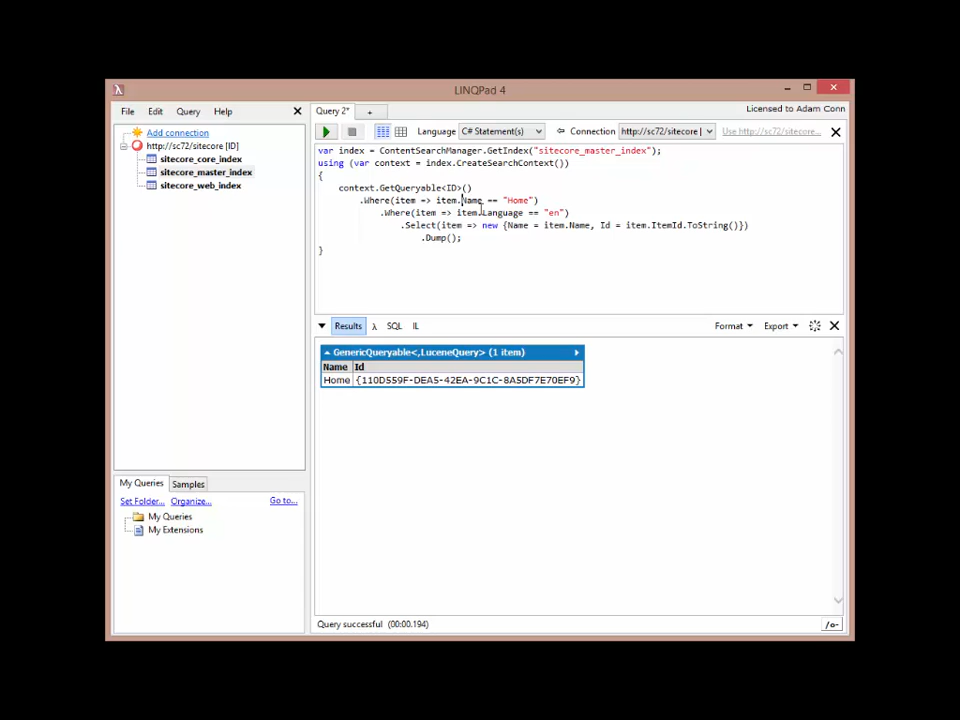 LINQPad 4
File Edit Query Help
Query 2*
+
Licensed to Adam Conn
Language C# Statement(s) Connection http://sc72/sitecore [ Use http://sc72/sitecore...
Add connection
http://sc72/sitecore [ID]
sitecore_core_index
sitecore_master_index
sitecore_web_index
var index = ContentSearchManager.GetIndex("sitecore_master_index");
using (var context = index.CreateSearchContext())
{
context.GetQueryable<ID>()
.Where(item => item.Name == "Home")
.Where(item => item.Language == "en")
.Select(item => new {Name = item.Name, Id = item.ItemId.ToString()})
.Dump();
}
Results λ SQL IL Format Export
GenericQueryable<,LuceneQuery> (1 item)
Name Id
Home {110D559F-DEA5-42EA-9C1C-8A5DF7E70EF9}
My Queries Samples
Set Folder... Organize... Go to...
My Queries
My Extensions
Query successful (00:00.194)
/o-